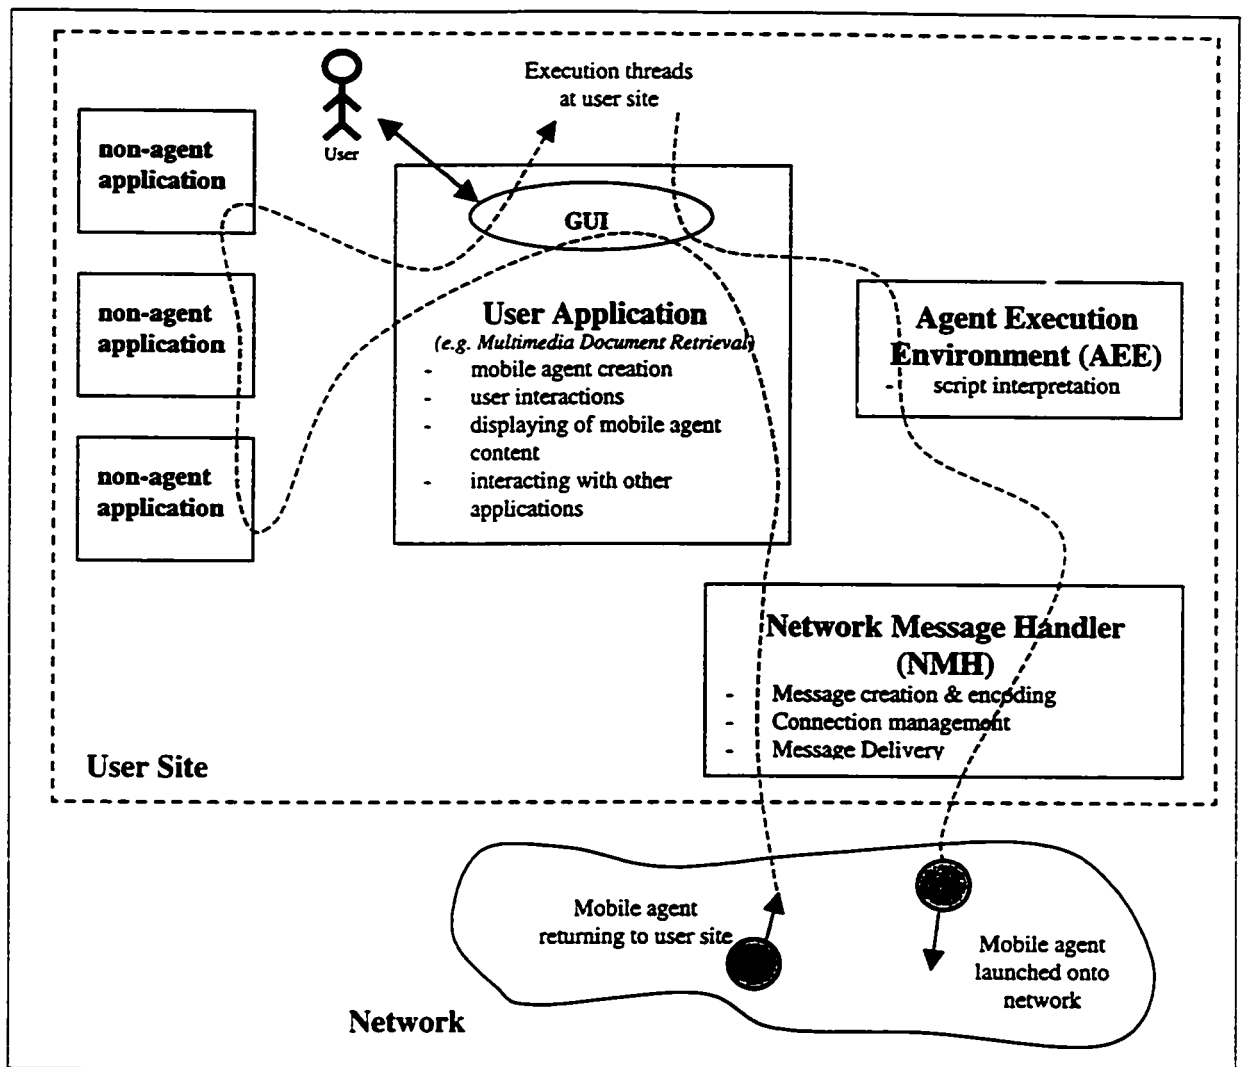 Execution threads
at user site
User
non-agent
application
GUI
non-agent
application
User Application
(e.g. Multimedia Document Retrieval)
- mobile agent creation
- user interactions
- displaying of mobile agent
content
- interacting with other
applications
Agent Execution
Environment (AEE)
- script interpretation
non-agent
application
Network Message Handler
(NMH)
- Message creation & encoding
- Connection management
- Message Delivery
User Site
Mobile agent
returning to user site
Mobile agent
launched onto
network
Network